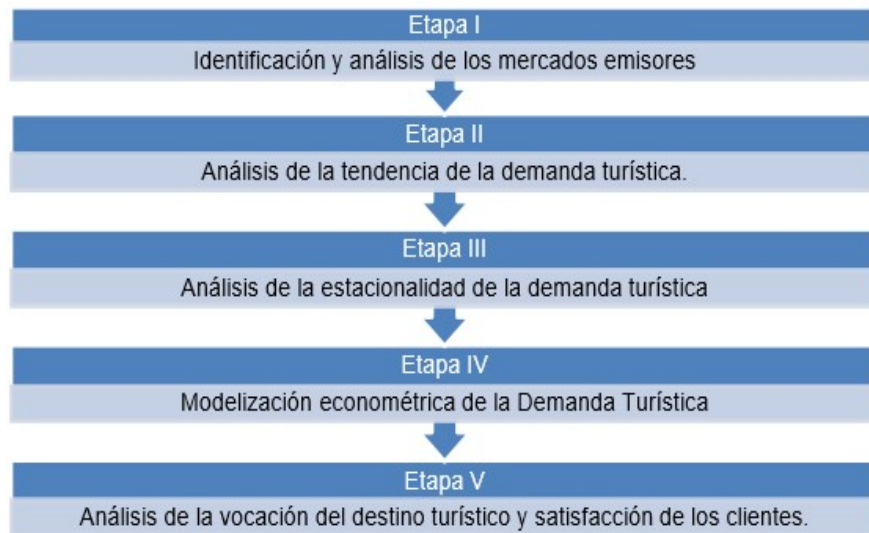 Etapa I
Identificación y análisis de los mercados emisores
Etapa II
Análisis de la tendencia de la demanda turística.
Etapa III
Análisis de la estacionalidad de la demanda turística
Etapa IV
Modelización econométrica de la Demanda Turística
Etapa V
Análisis de la vocación del destino turístico y satisfacción de los clientes.